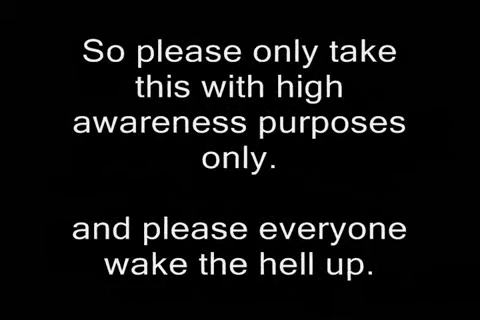 So please only take
this with high
awareness purposes
only.
and please everyone
wake the hell up.